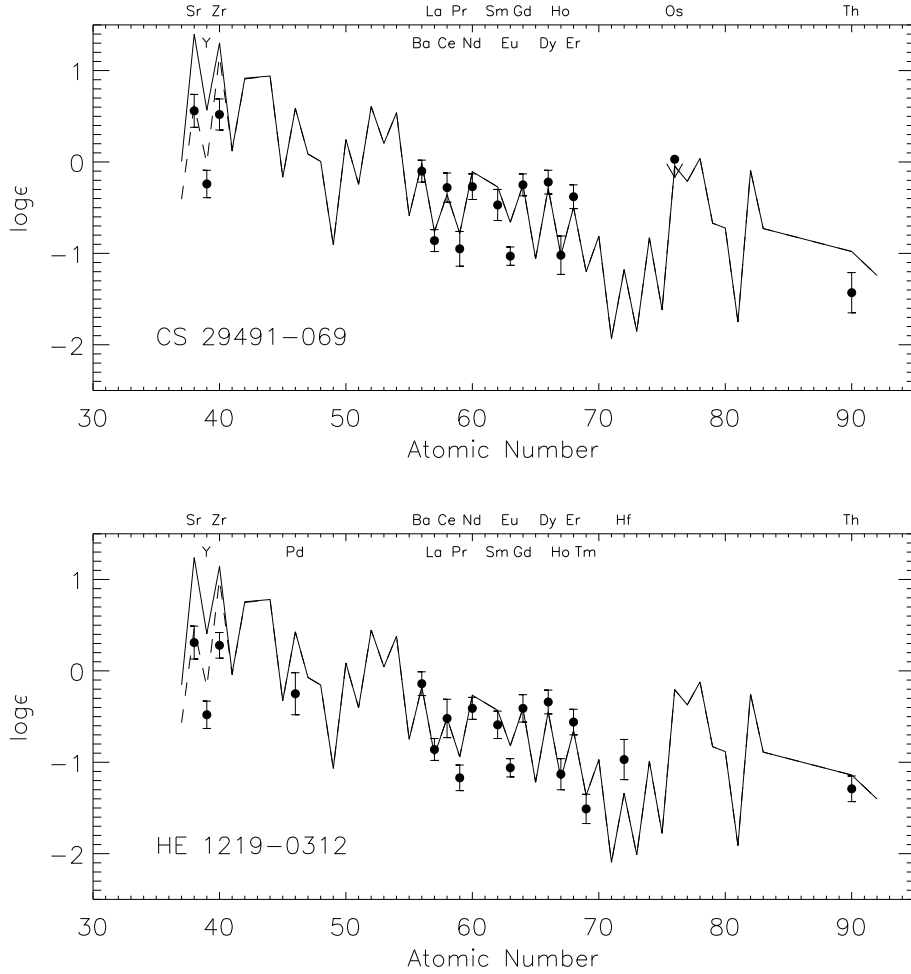 Sr Zr La Pr Sm Gd Ho Os Th
Y Ba Ce Nd Eu Dy Er
1
0
−1
−2
logϵ
CS 29491−069
30 40 50 60 70 80 90
Atomic Number
Sr Zr Ba Ce Nd Eu Dy Er Hf Th
Y Pd La Pr Sm Gd Ho Tm
1
0
−1
−2
logϵ
HE 1219−0312
30 40 50 60 70 80 90
Atomic Number